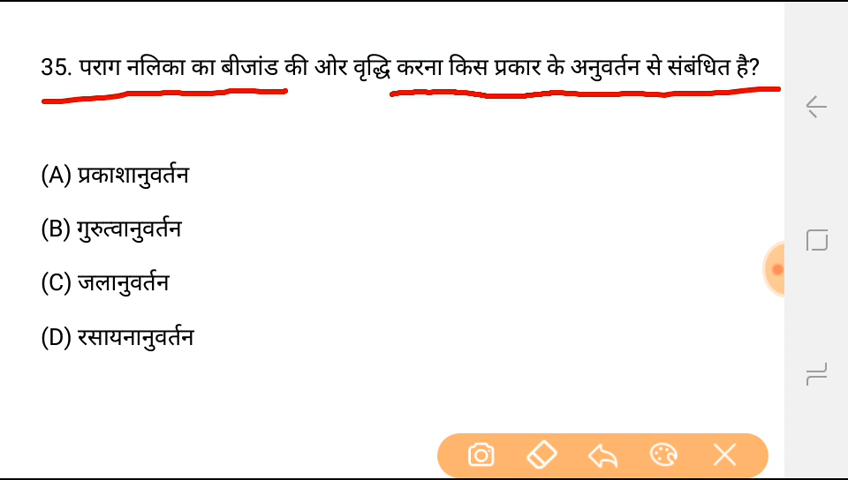 35. पराग नलिका का बीजांड की ओर वृद्धि करना किस प्रकार के अनुवर्तन से संबंधित है?
(A) प्रकाशानुवर्तन
(B) गुरुत्वानुवर्तन
(C) जलानुवर्तन
(D) रसायनानुवर्तन